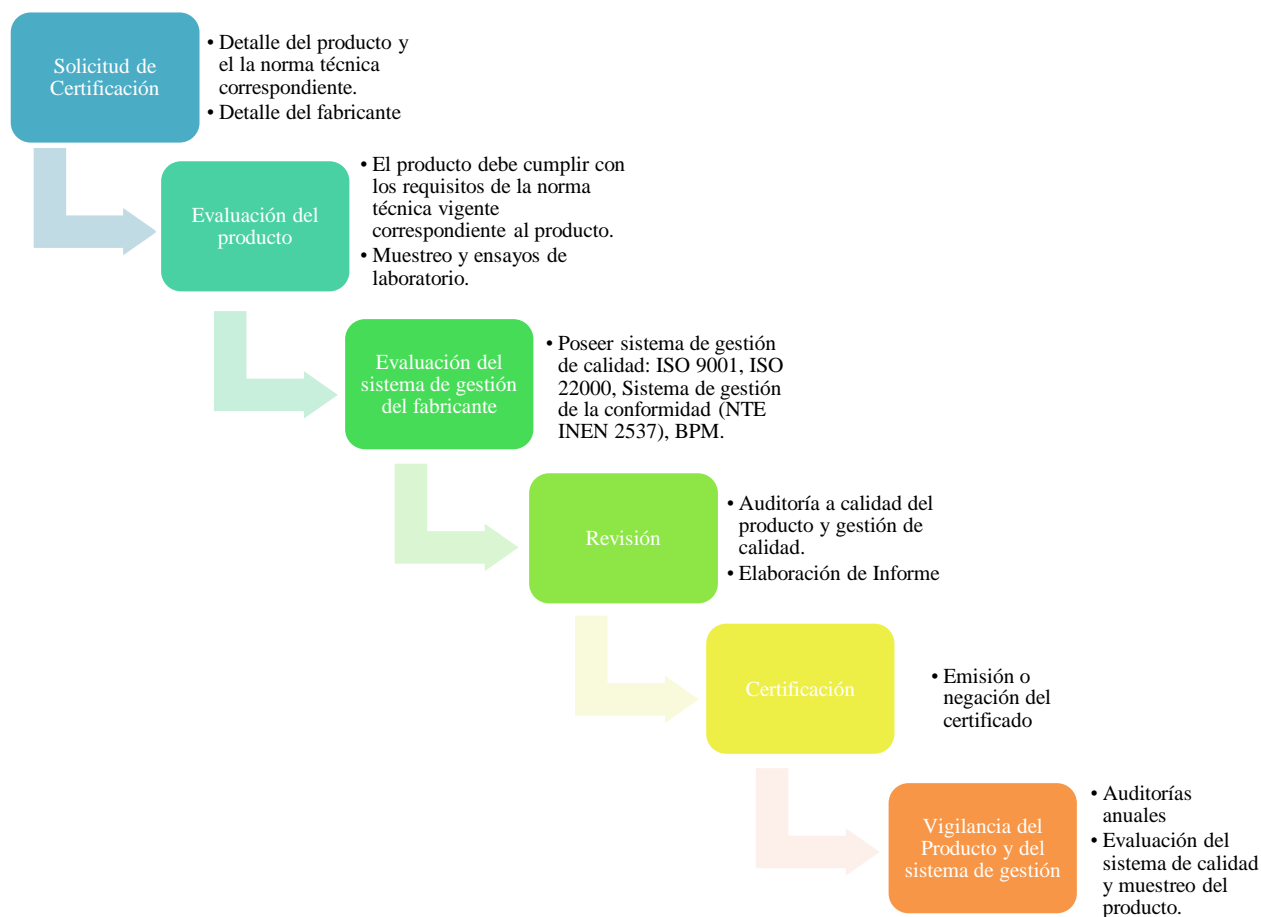 Solicitud de
Certificación
• Detalle del producto y
el la norma técnica
correspondiente.
• Detalle del fabricante
Evaluación del
producto
• El producto debe cumplir con
los requisitos de la norma
técnica vigente
correspondiente al producto.
• Muestreo y ensayos de
laboratorio.
Evaluación del
sistema de gestión
del fabricante
• Poseer sistema de gestión
de calidad: ISO 9001, ISO
22000, Sistema de gestión
de la conformidad (NTE
INEN 2537), BPM.
Revisión
• Auditoría a calidad del
producto y gestión de
calidad.
• Elaboración de Informe
Certificación
• Emisión o
negación del
certificado
Vigilancia del
Producto y del
sistema de gestión
• Auditorías
anuales
• Evaluación del
sistema de calidad
y muestreo del
producto.